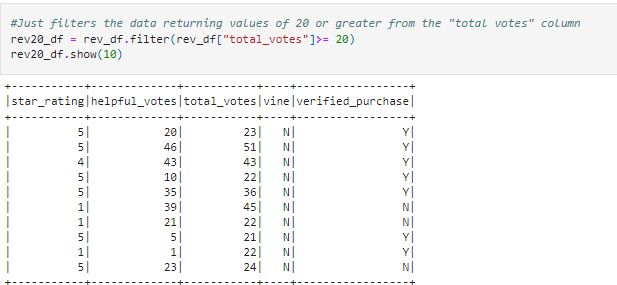 #Just filters the data returning values of 20 or greater from the "total votes" column
rev20_df = rev_df.filter(rev_df["total_votes"]>= 20)
rev20_df.show(10)
+-----------+-------------+-----------+----+-----------------+
|star_rating|helpful_votes|total_votes|vine|verified_purchase|
+-----------+-------------+-----------+----+-----------------+
|          5|           20|         23|   N|                Y|
|          5|           46|         51|   N|                Y|
|          4|           43|         43|   N|                Y|
|          5|           10|         22|   N|                Y|
|          5|           35|         36|   N|                Y|
|          1|           39|         45|   N|                N|
|          1|           21|         22|   N|                N|
|          5|            5|         21|   N|                Y|
|          1|            1|         22|   N|                Y|
|          5|           23|         24|   N|                N|
+-----------+-------------+-----------+----+-----------------+